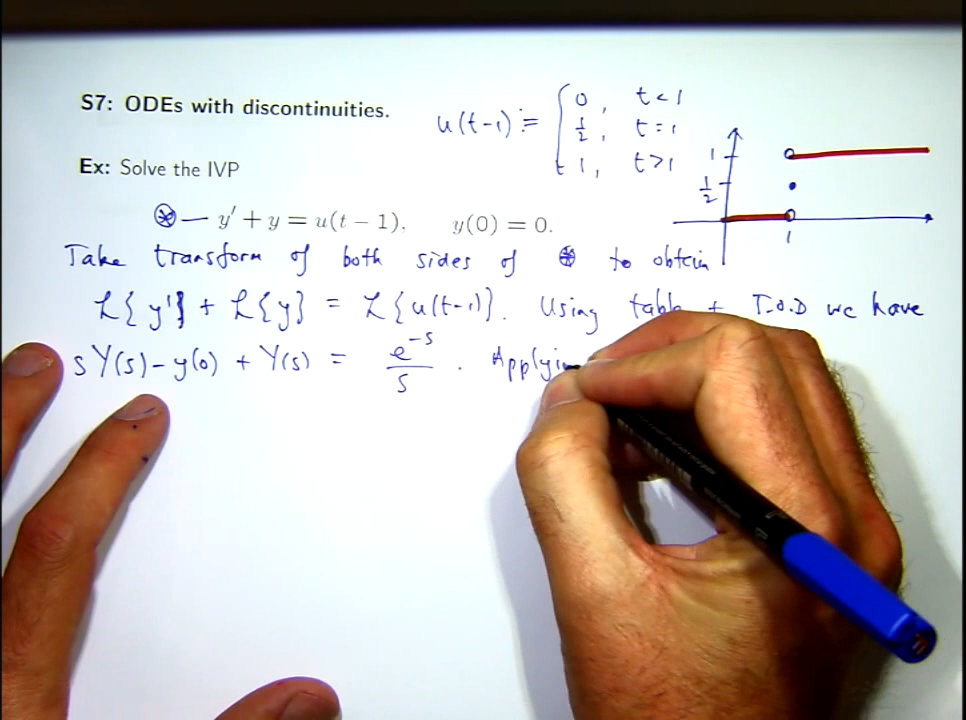 S7: ODEs with discontinuities.
u(t-1) := { 0, t < 1
1/2, t = 1
1, t > 1
1
1/2
1
Ex: Solve the IVP
⊛ — y′ + y = u(t − 1), y(0) = 0.
Take transform of both sides of ⊛ to obtain
ℒ{y'} + ℒ{y} = ℒ{u(t-1)}. Using table + T.O.D we have
sY(s) - y(0) + Y(s) = e^{-s}/s . Applyin